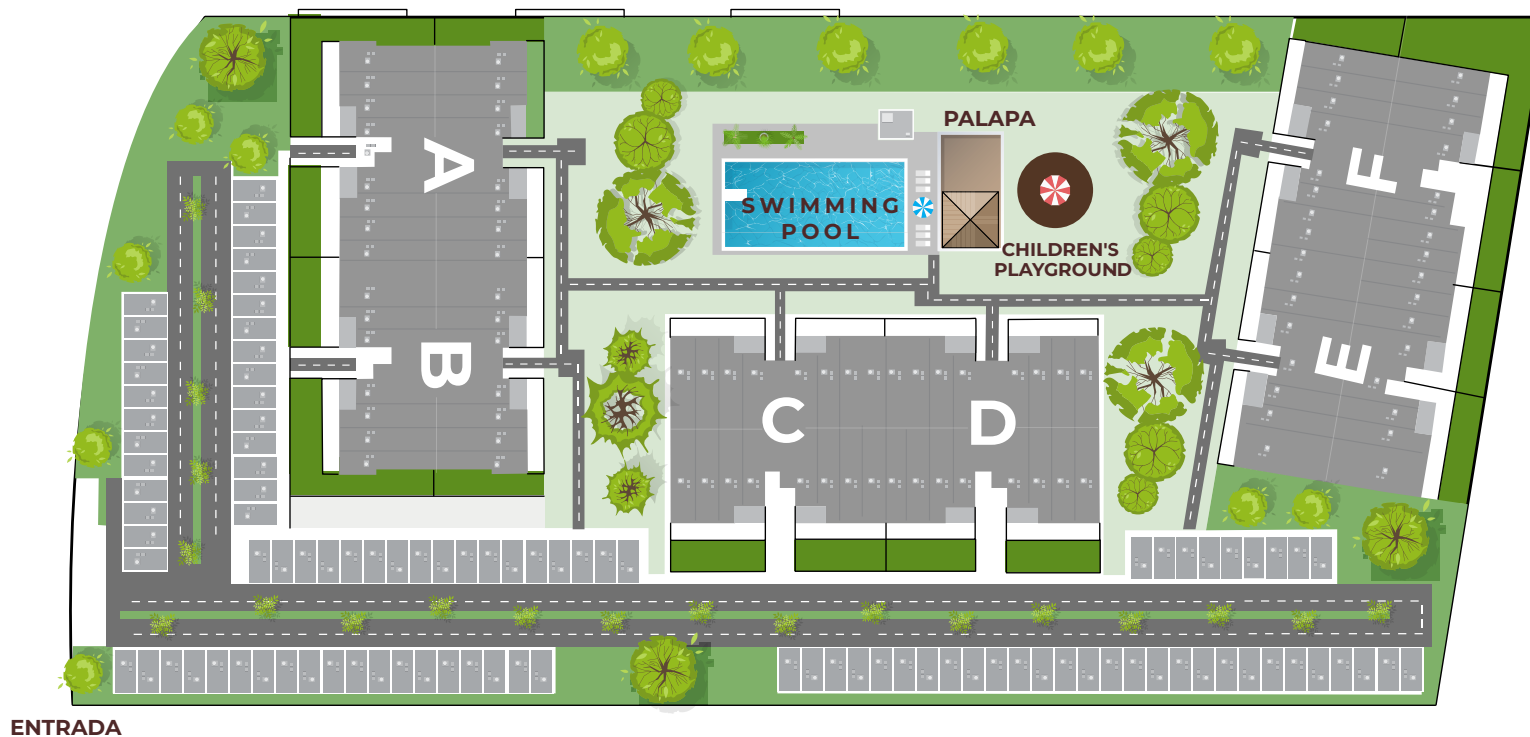 PALAPA
A
F
SWIMMING
POOL
CHILDREN'S
PLAYGROUND
B
E
C
D
ENTRADA